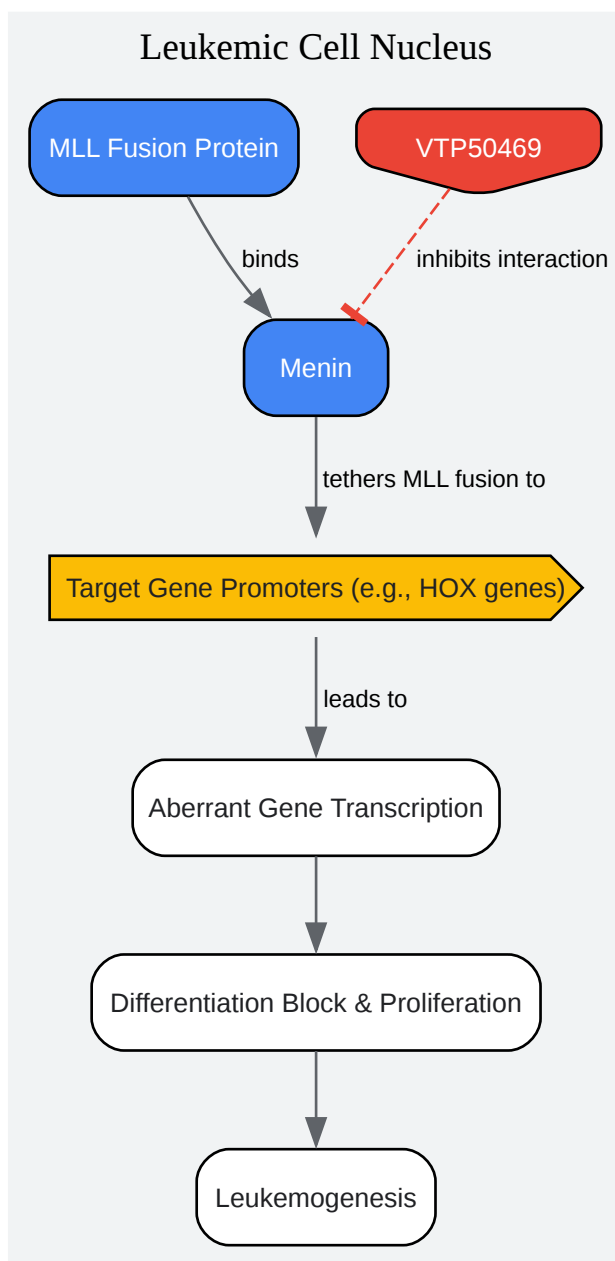 Leukemic Cell Nucleus
MLL Fusion Protein
VTP50469
binds
inhibits interaction
Menin
tethers MLL fusion to
Target Gene Promoters (e.g., HOX genes)
leads to
Aberrant Gene Transcription
Differentiation Block & Proliferation
Leukemogenesis